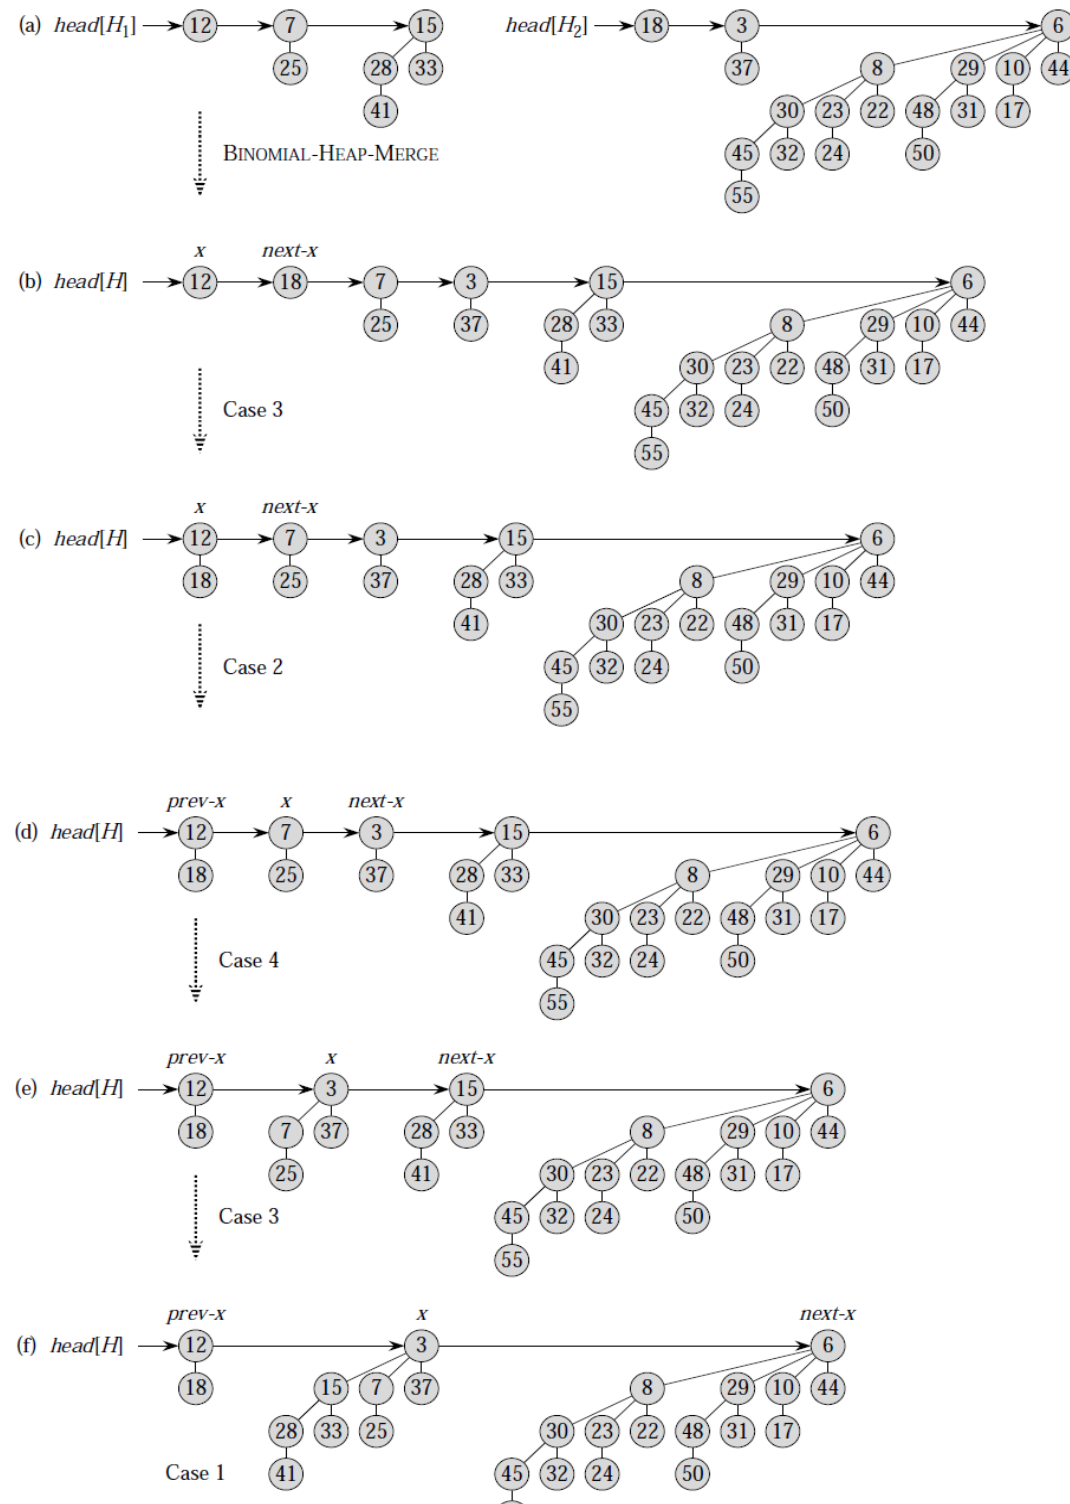 (a) head[H1] 12 7 15 head[H2] 18 3 6
25 28 33 37 8 29 10 44
41 30 23 22 48 31 17
BINOMIAL-HEAP-MERGE 45 32 24 50
55
x next-x
(b) head[H] 12 18 7 3 15 6
25 37 28 33 8 29 10 44
41 30 23 22 48 31 17
Case 3 45 32 24 50
55
x next-x
(c) head[H] 12 7 3 15 6
18 25 37 28 33 8 29 10 44
41 30 23 22 48 31 17
Case 2 45 32 24 50
55
prev-x x next-x
(d) head[H] 12 7 3 15 6
18 25 37 28 33 8 29 10 44
41 30 23 22 48 31 17
Case 4 45 32 24 50
55
prev-x x next-x
(e) head[H] 12 3 15 6
18 7 37 28 33 8 29 10 44
25 41 30 23 22 48 31 17
Case 3 45 32 24 50
55
prev-x x next-x
(f) head[H] 12 3 6
18 15 7 37 8 29 10 44
28 33 25 30 23 22 48 31 17
Case 1 41 45 32 24 50